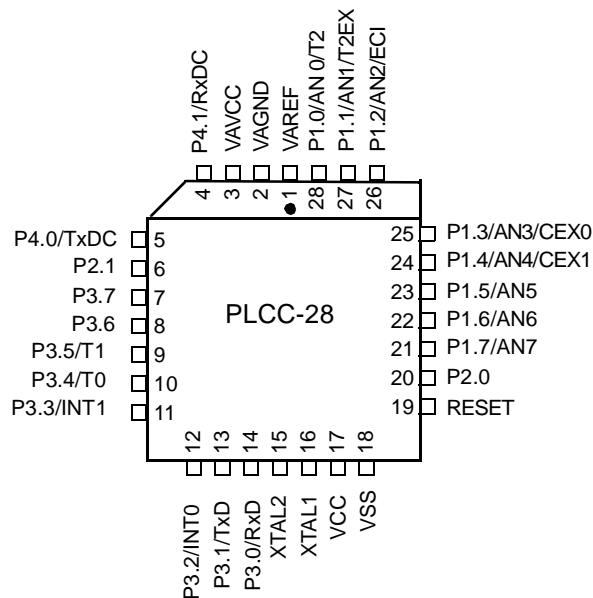 P4.1/RxDC
VAVCC
VAGND
VAREF
P1.0/AN 0/T2
P1.1/AN1/T2EX
P1.2/AN2/ECI
4
3
2
1
28
27
26
P4.0/TxDC
5
P2.1
6
P3.7
7
P3.6
8
P3.5/T1
9
P3.4/T0
10
P3.3/INT1
11
PLCC-28
25
P1.3/AN3/CEX0
24
P1.4/AN4/CEX1
23
P1.5/AN5
22
P1.6/AN6
21
P1.7/AN7
20
P2.0
19
RESET
12
13
14
15
16
17
18
P3.2/INT0
P3.1/TxD
P3.0/RxD
XTAL2
XTAL1
VCC
VSS